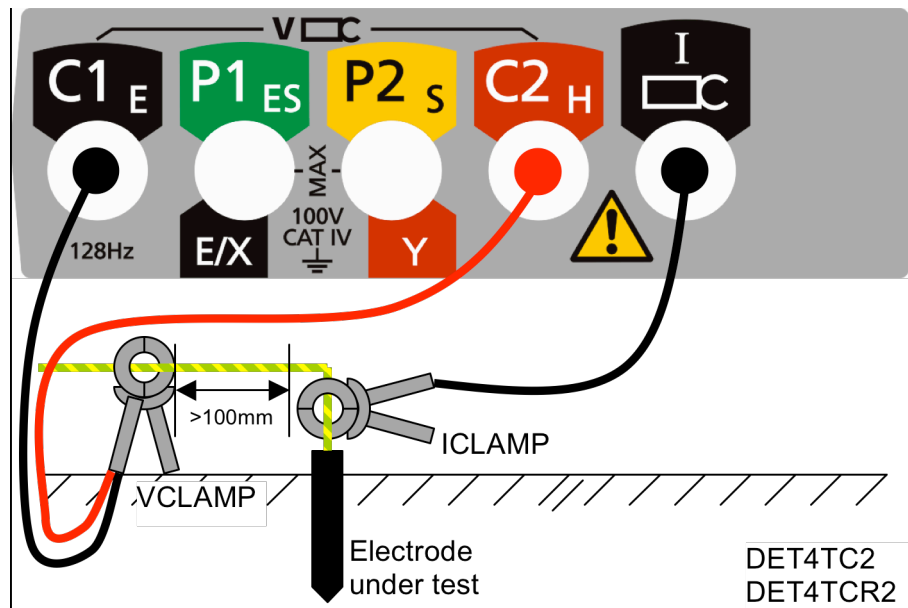 V C
C1 E
P1 ES
P2 S
C2 H
I
C
MAX
100V
CAT IV
128Hz
E/X
Y
>100mm
ICLAMP
VCLAMP
Electrode
under test
DET4TC2
DET4TCR2